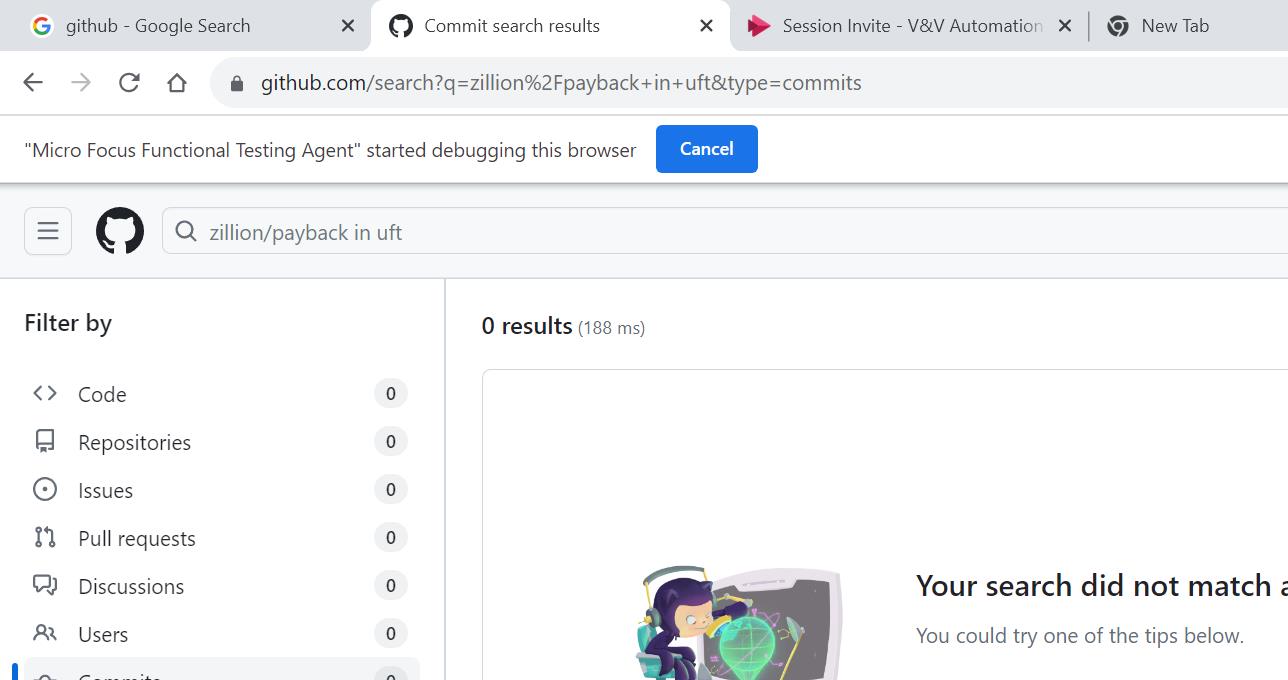 github - Google Search
Commit search results
Session Invite - V&V Automation
New Tab
github.com/search?q=zillion%2Fpayback+in+uft&type=commits
"Micro Focus Functional Testing Agent" started debugging this browser
Cancel
zillion/payback in uft
Filter by
0 results (188 ms)
Code 0
Repositories 0
Issues 0
Pull requests 0
Discussions 0
Users 0
Commits 0
Your search did not match a
You could try one of the tips below.